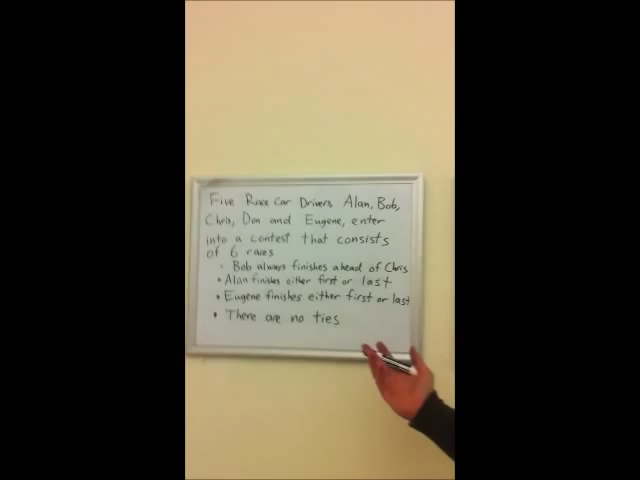 Five Race Car Drivers, Alan, Bob,
Chris, Don and Eugene, enter
into a contest that consists
of 6 races
· Bob always finishes ahead of Chris
• Alan finishes either first or last
• Eugene finishes either first or last
• There are no ties